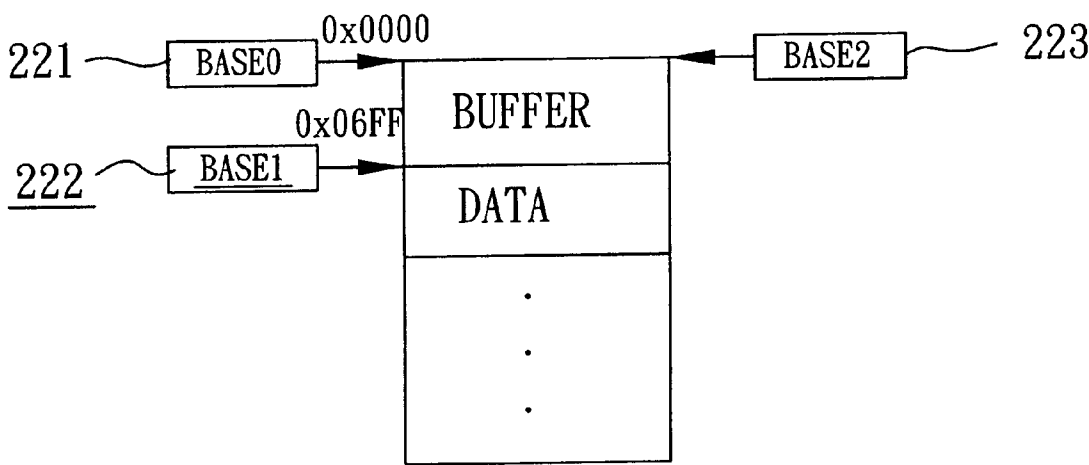 0x0000
221 BASE0 BASE2 223
BUFFER
0x06FF
222 BASE1
DATA